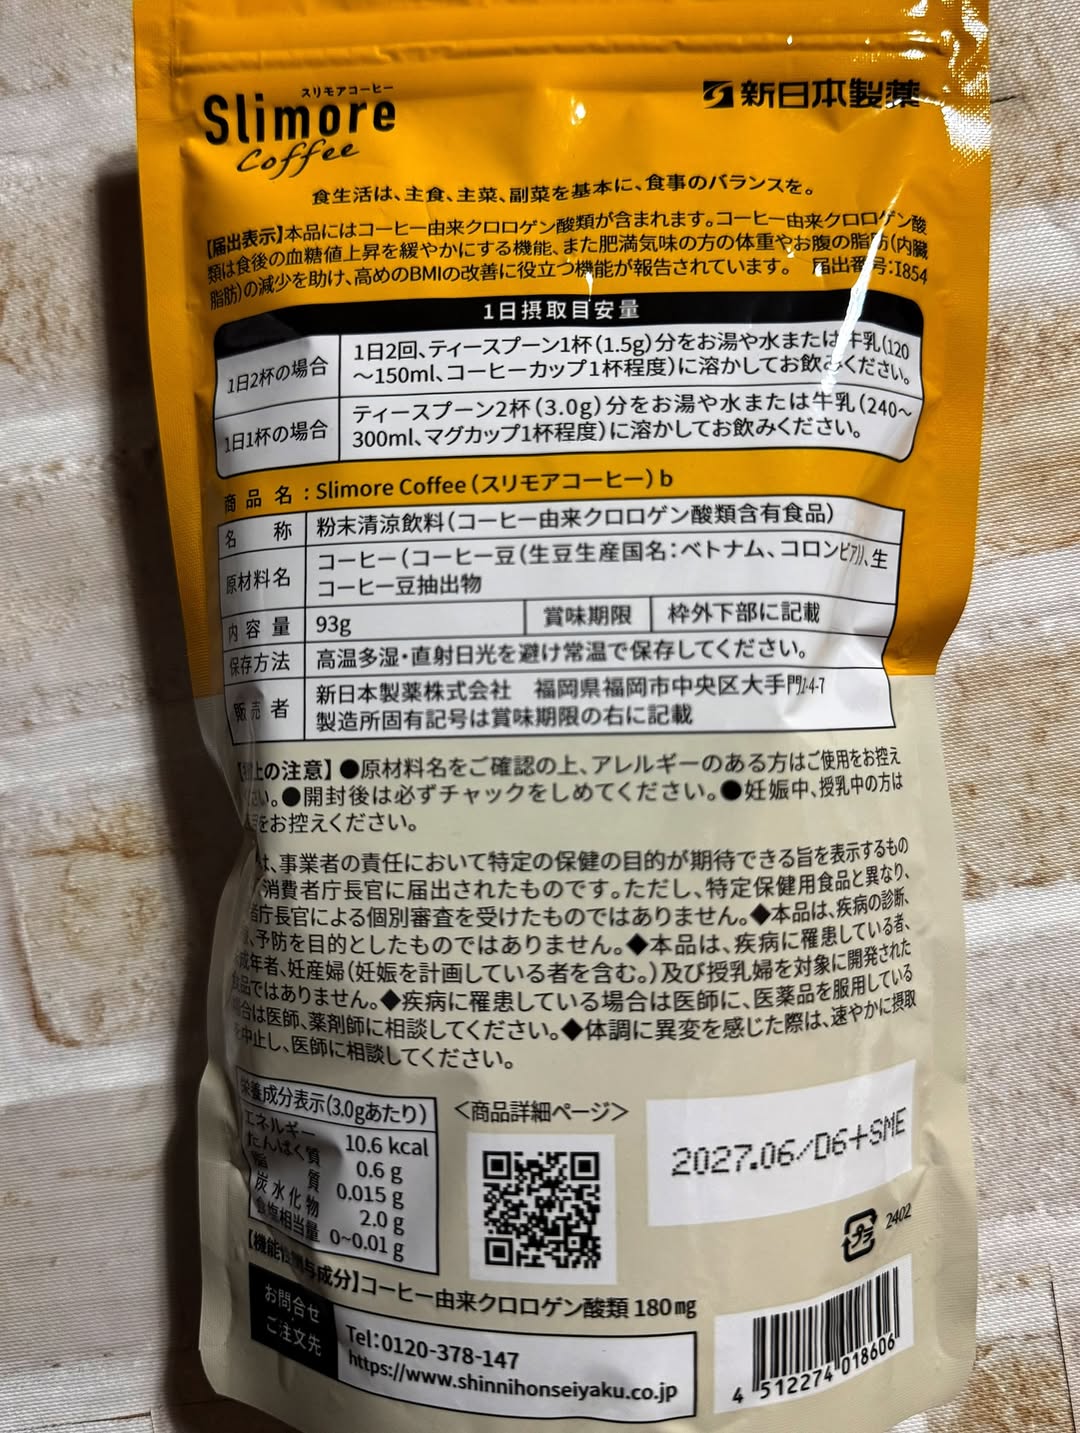 スリモアコーヒー
Slimore
Coffee
新日本製薬
食生活は、主食、主菜、副菜を基本に、食事のバランスを。
【届出表示】本品にはコーヒー由来クロロゲン酸類が含まれます。コーヒー由来クロロゲン酸
類は食後の血糖値上昇を緩やかにする機能、また肥満気味の方の体重やお腹の脂肪(内臓
脂肪)の減少を助け、高めのBMIの改善に役立つ機能が報告されています。 届出番号:I854
1日摂取目安量
1日2杯の場合
1日2回、ティースプーン1杯(1.5g)分をお湯や水または牛乳(120
～150ml、コーヒーカップ1杯程度)に溶かしてお飲みください。
1日1杯の場合
ティースプーン2杯(3.0g)分をお湯や水または牛乳(240～
300ml、マグカップ1杯程度)に溶かしてお飲みください。
商品名:Slimore Coffee(スリモアコーヒー)b
名称 粉末清涼飲料(コーヒー由来クロロゲン酸類含有食品)
原材料名 コーヒー(コーヒー豆(生豆生産国名:ベトナム、コロンビア))、生
コーヒー豆抽出物
内容量 93g 賞味期限 枠外下部に記載
保存方法 高温多湿・直射日光を避け常温で保存してください。
販売者 新日本製薬株式会社 福岡県福岡市中央区大手門1-4-7
製造所固有記号は賞味期限の右に記載
上の注意】●原材料名をご確認の上、アレルギーのある方はご使用をお控え
さい。●開封後は必ずチャックをしめてください。●妊娠中、授乳中の方は
をお控えください。
は、事業者の責任において特定の保健の目的が期待できる旨を表示するもの
、消費者庁長官に届出されたものです。ただし、特定保健用食品と異なり、
者庁長官による個別審査を受けたものではありません。◆本品は、疾病の診断、
、予防を目的としたものではありません。◆本品は、疾病に罹患している者、
成年者、妊産婦(妊娠を計画している者を含む。)及び授乳婦を対象に開発された
食品ではありません。◆疾病に罹患している場合は医師に、医薬品を服用している
場合は医師、薬剤師に相談してください。◆体調に異変を感じた際は、速やかに摂取
を中止し、医師に相談してください。
栄養成分表示(3.0gあたり)
エネルギー 10.6 kcal
たんぱく質 0.6 g
脂質 0.015 g
炭水化物 2.0 g
食塩相当量 0~0.01 g
<商品詳細ページ>
2027.06/D6+SME
プラ
2402
【機能性関与成分】コーヒー由来クロロゲン酸類 180mg
お問合せ
ご注文先
Tel:0120-378-147
https://www.shinnihonseiyaku.co.jp
4 512274 018606